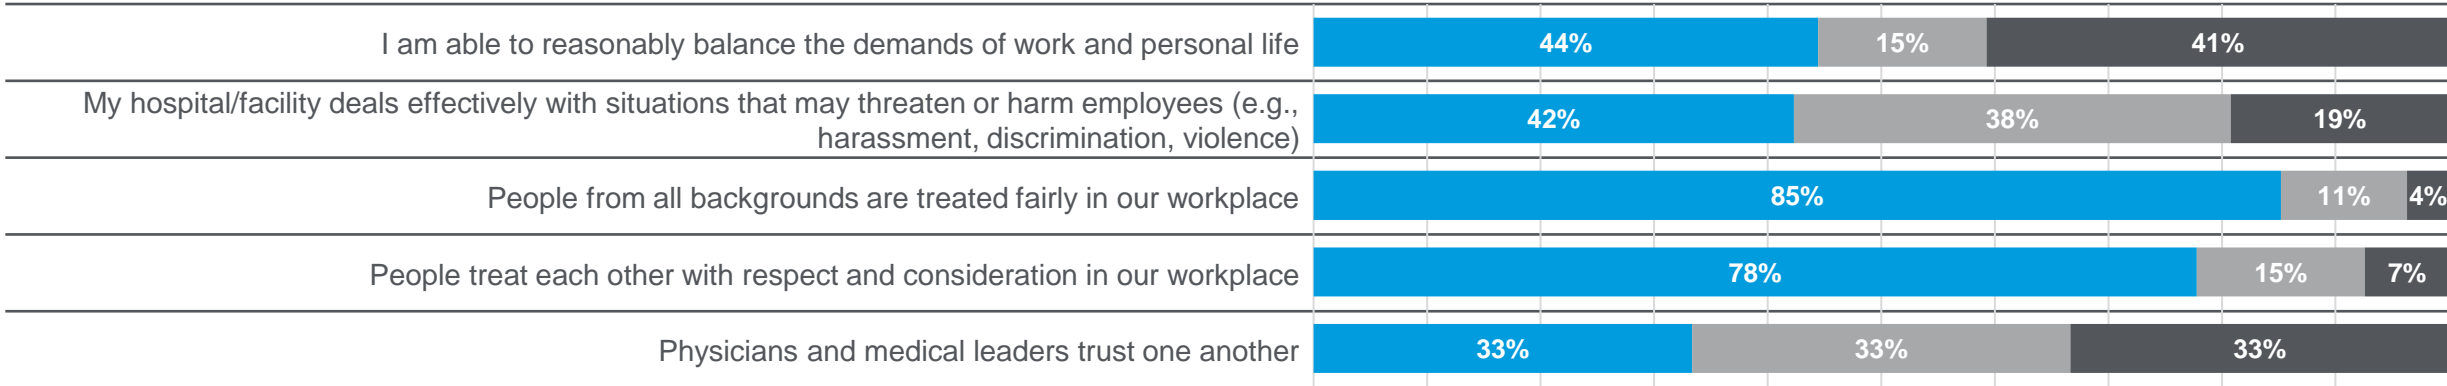 I am able to reasonably balance the demands of work and personal life 44% 15% 41%
My hospital/facility deals effectively with situations that may threaten or harm employees (e.g.,
harassment, discrimination, violence) 42% 38% 19%
People from all backgrounds are treated fairly in our workplace 85% 11% 4%
People treat each other with respect and consideration in our workplace 78% 15% 7%
Physicians and medical leaders trust one another 33% 33% 33%